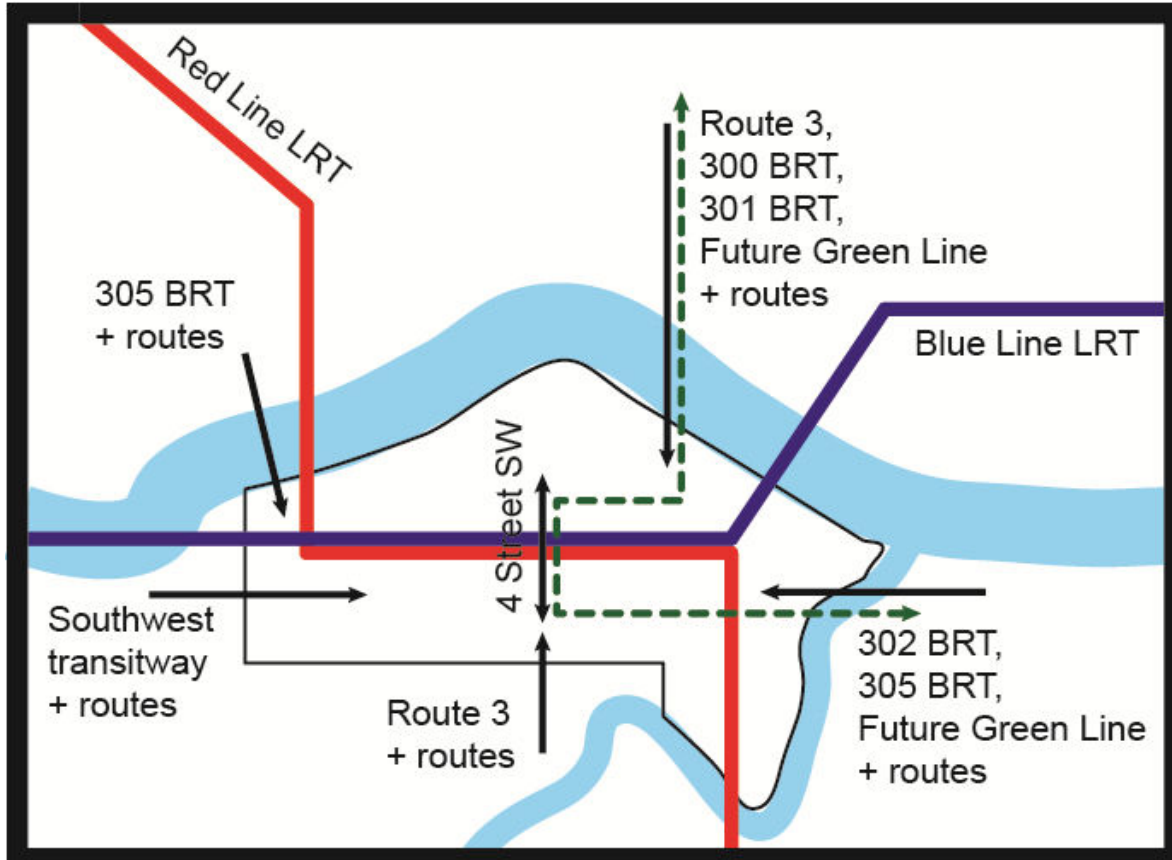 Red Line LRT
Route 3,
300 BRT,
301 BRT,
Future Green Line
+ routes
305 BRT
+ routes
Blue Line LRT
4 Street SW
Southwest
transitway
+ routes
Route 3
+ routes
302 BRT,
305 BRT,
Future Green Line
+ routes